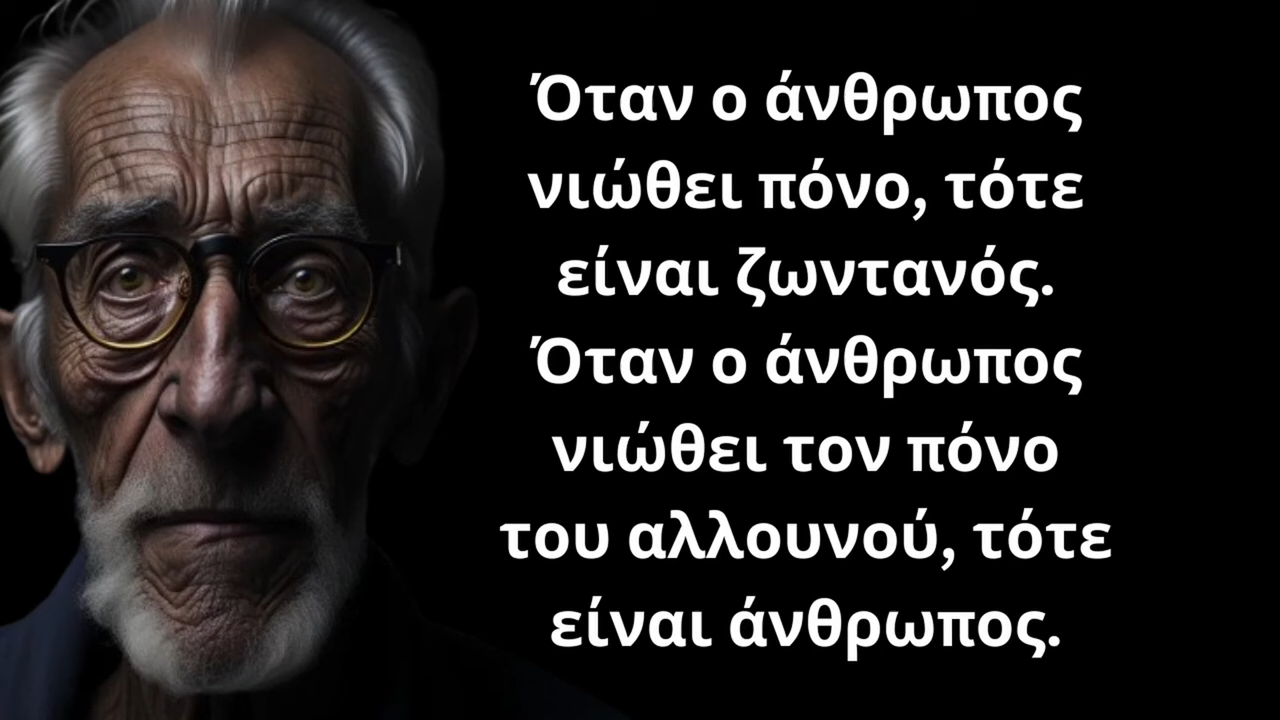 Όταν ο άνθρωπος
νιώθει πόνο, τότε
είναι ζωντανός.
Όταν ο άνθρωπος
νιώθει τον πόνο
του αλλουνού, τότε
είναι άνθρωπος.